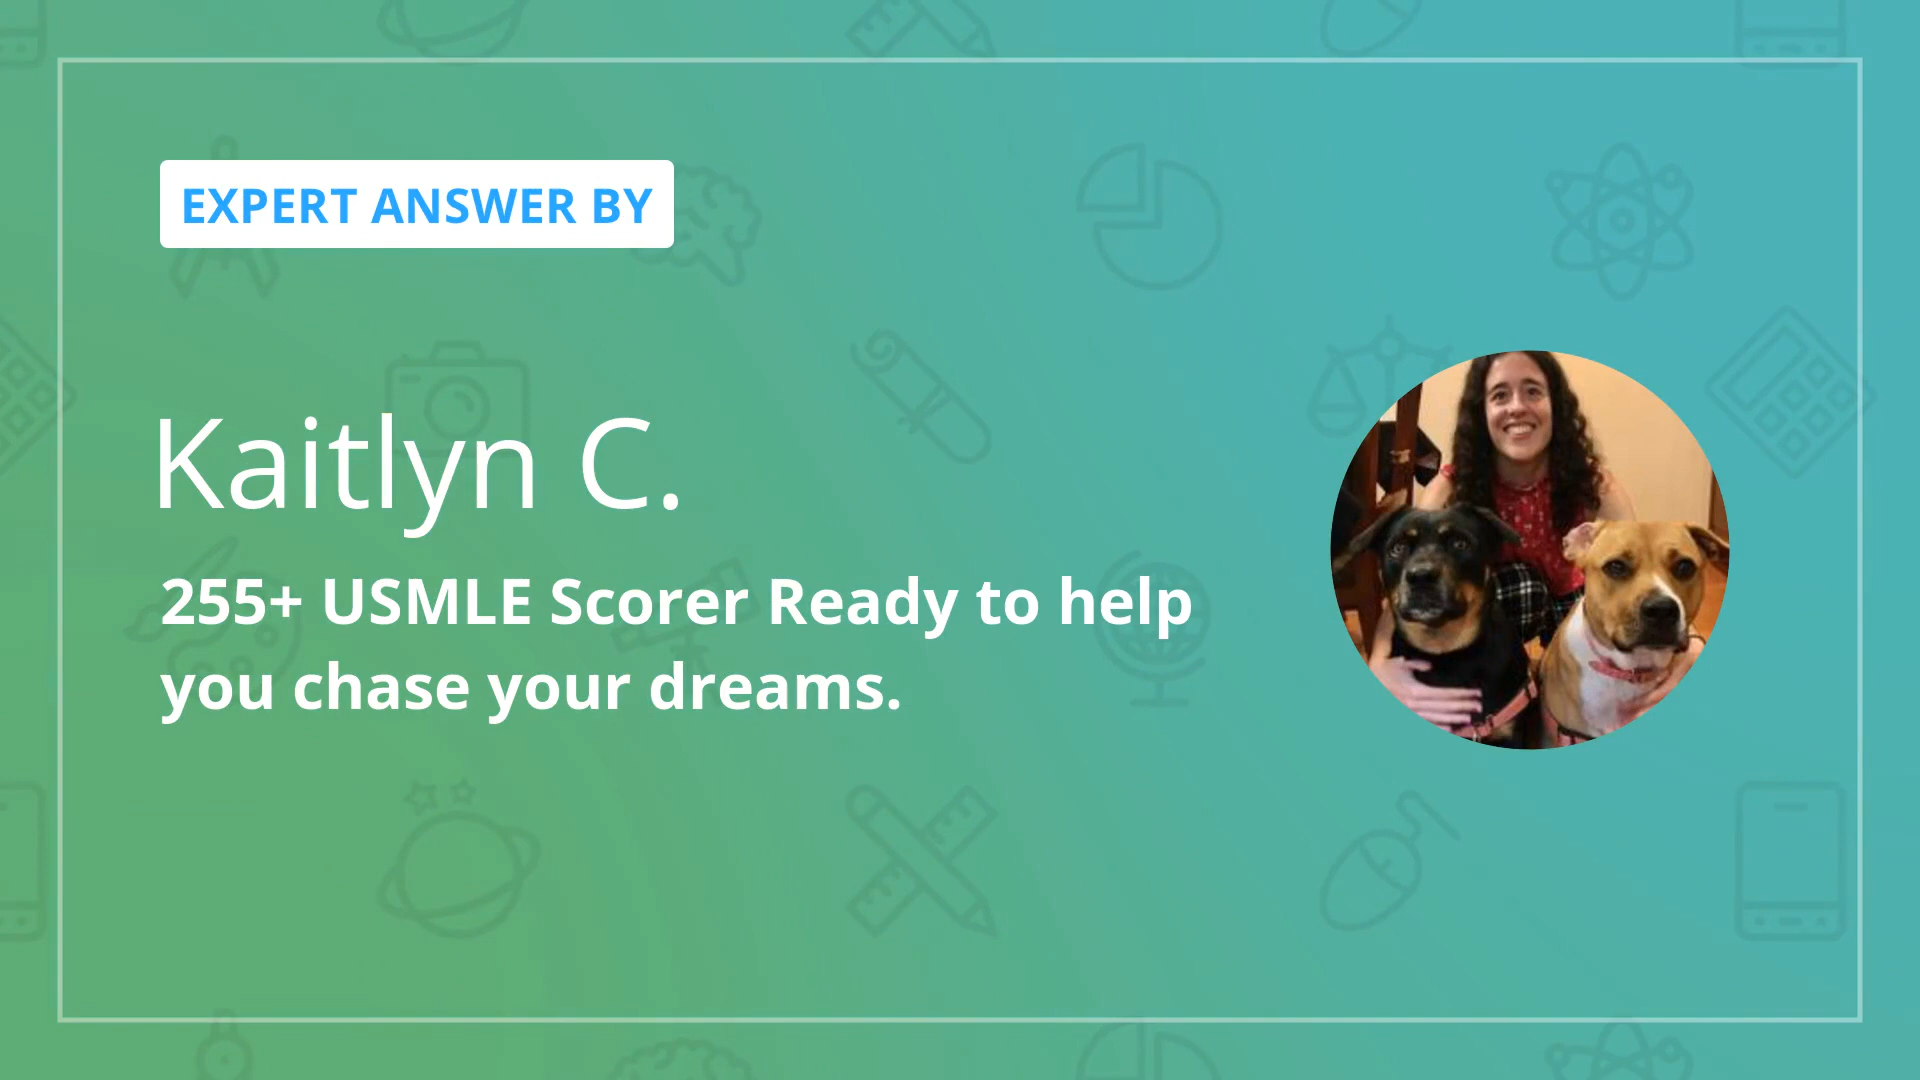 EXPERT ANSWER BY
Kaitlyn C.
255+ USMLE Scorer Ready to help
you chase your dreams.